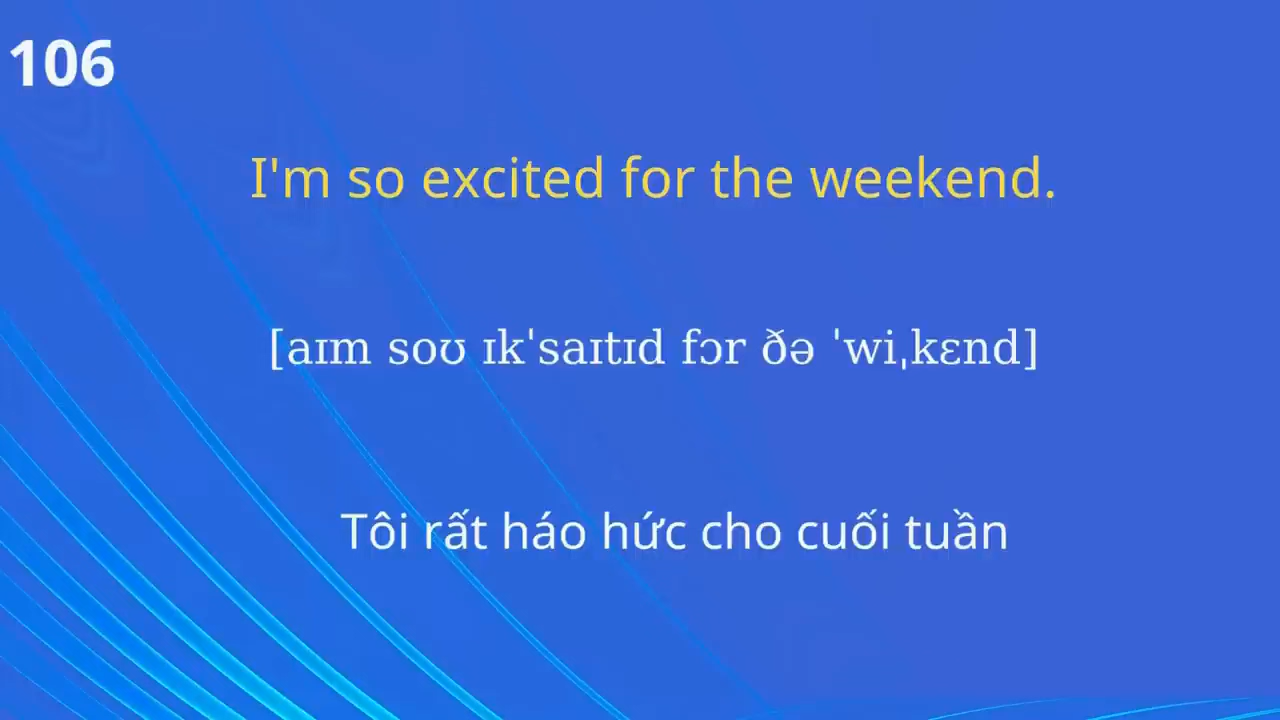 106
I'm so excited for the weekend.
[aɪm soʊ ɪkˈsaɪtɪd fɔr ðə ˈwiˌkɛnd]
Tôi rất háo hức cho cuối tuần